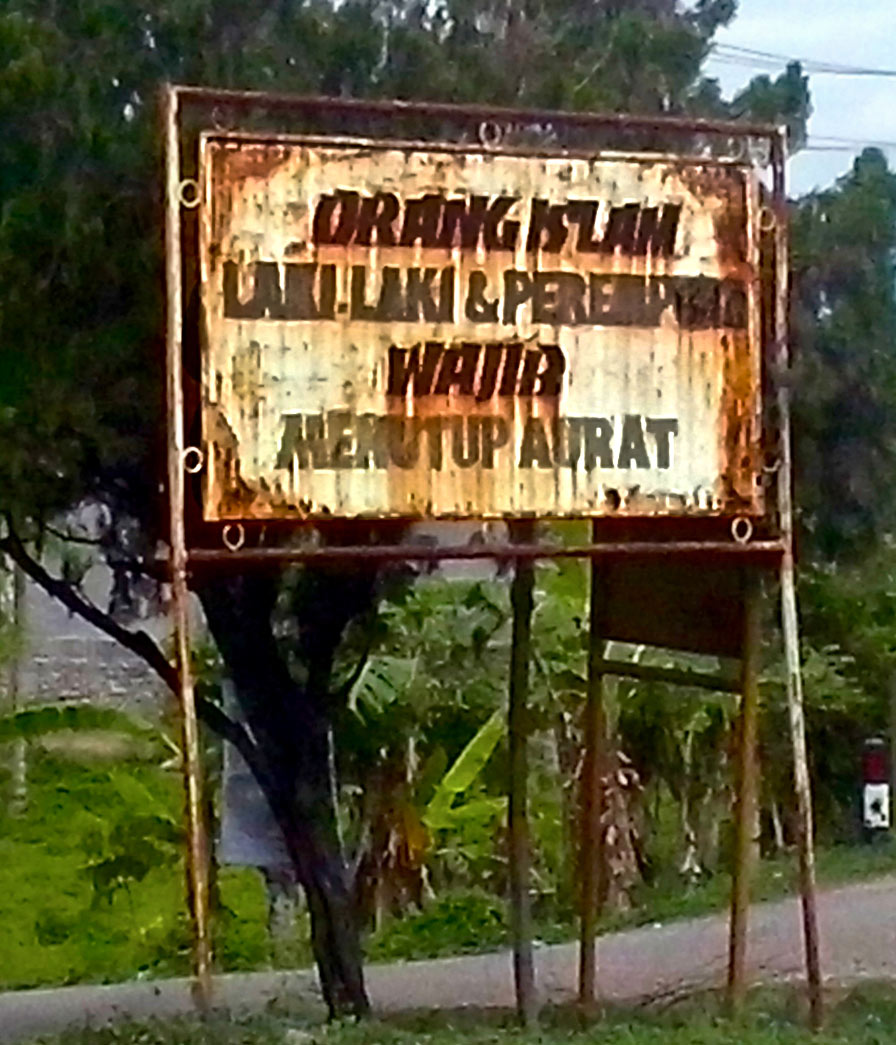 ORANG ISLAM
LAKI-LAKI & PEREMPUAN
WAJIB
MENUTUP AURAT